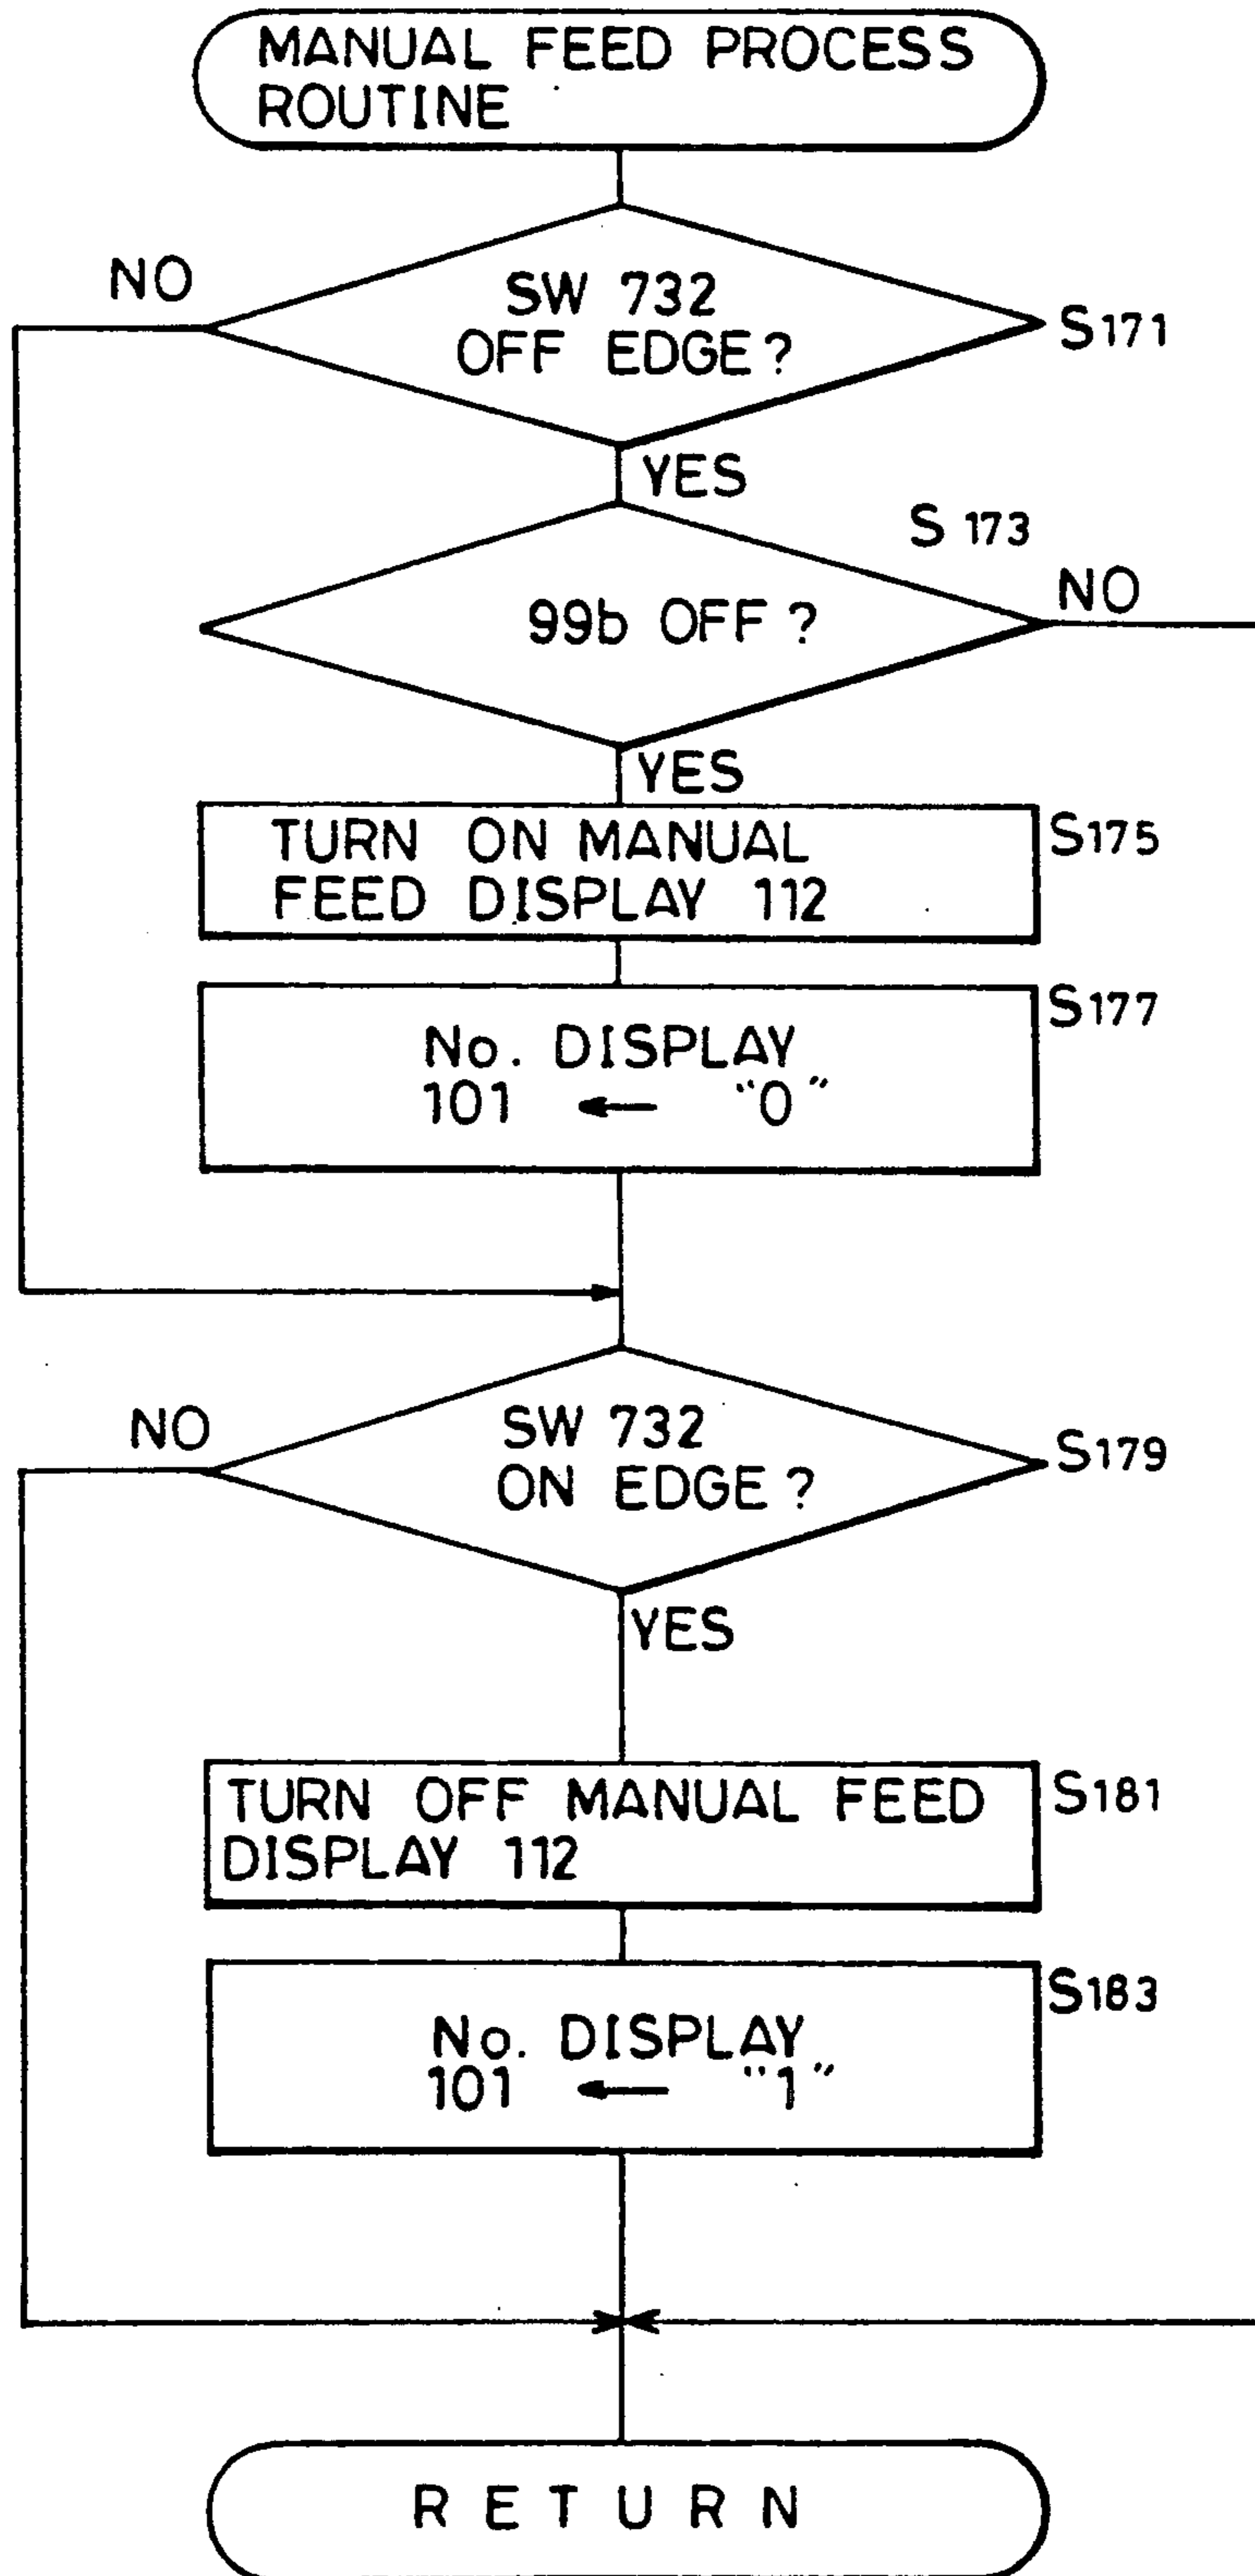 MANUAL FEED PROCESS
ROUTINE
NO
SW 732
OFF EDGE?
S171
YES
S 173
NO
99b OFF?
YES
TURN ON MANUAL
FEED DISPLAY 112
S175
S177
No. DISPLAY
101 ← "0"
NO
SW 732
ON EDGE?
S179
YES
TURN OFF MANUAL FEED
DISPLAY 112
S181
S183
No. DISPLAY
101 ← "1"
RETURN